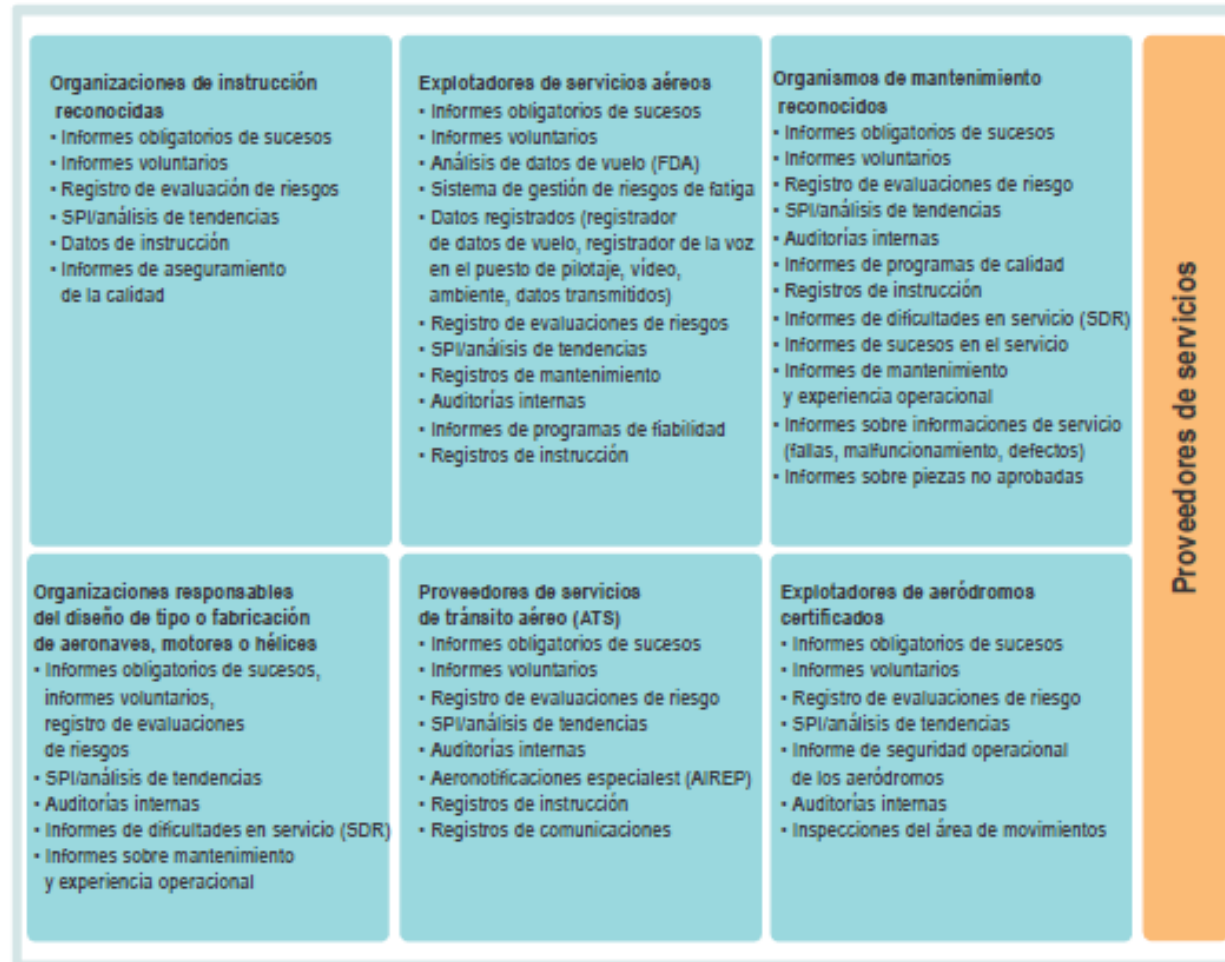 Organizaciones de instrucción
reconocidas
▪ Informes obligatorios de sucesos
▪ Informes voluntarios
▪ Registro de evaluación de riesgos
▪ SPI/análisis de tendencias
▪ Datos de instrucción
▪ Informes de aseguramiento
de la calidad
Explotadores de servicios aéreos
▪ Informes obligatorios de sucesos
▪ Informes voluntarios
▪ Análisis de datos de vuelo (FDA)
▪ Sistema de gestión de riesgos de fatiga
▪ Datos registrados (registrador
de datos de vuelo, registrador de la voz
en el puesto de pilotaje, vídeo,
ambiente, datos transmitidos)
▪ Registro de evaluaciones de riesgos
▪ SPI/análisis de tendencias
▪ Registros de mantenimiento
▪ Auditorías internas
▪ Informes de programas de fiabilidad
▪ Registros de instrucción
Organismos de mantenimiento
reconocidos
▪ Informes obligatorios de sucesos
▪ Informes voluntarios
▪ Registro de evaluaciones de riesgo
▪ SPI/análisis de tendencias
▪ Auditorías internas
▪ Informes de programas de calidad
▪ Registros de instrucción
▪ Informes de dificultades en servicio (SDR)
▪ Informes de sucesos en el servicio
▪ Informes de mantenimiento
y experiencia operacional
▪ Informes sobre informaciones de servicio
(fallas, malfuncionamiento, defectos)
▪ Informes sobre piezas no aprobadas
Organizaciones responsables
del diseño de tipo o fabricación
de aeronaves, motores o hélices
▪ Informes obligatorios de sucesos,
informes voluntarios,
registro de evaluaciones
de riesgos
▪ SPI/análisis de tendencias
▪ Auditorías internas
▪ Informes de dificultades en servicio (SDR)
▪ Informes sobre mantenimiento
y experiencia operacional
Proveedores de servicios
de tránsito aéreo (ATS)
▪ Informes obligatorios de sucesos
▪ Informes voluntarios
▪ Registro de evaluaciones de riesgo
▪ SPI/análisis de tendencias
▪ Auditorías internas
▪ Aeronotificaciones especialest (AIREP)
▪ Registros de instrucción
▪ Registros de comunicaciones
Explotadores de aeródromos
certificados
▪ Informes obligatorios de sucesos
▪ Informes voluntarios
▪ Registro de evaluaciones de riesgo
▪ SPI/análisis de tendencias
▪ Informe de seguridad operacional
de los aeródromos
▪ Auditorías internas
▪ Inspecciones del área de movimientos
Proveedores de servicios